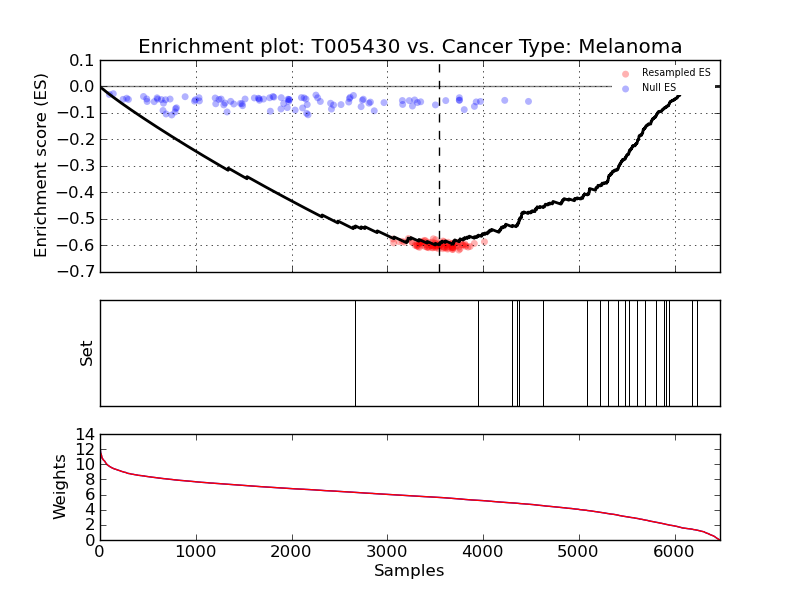 Enrichment plot: T005430 vs. Cancer Type: Melanoma
Enrichment score (ES)
0.1
0.0
−0.1
−0.2
−0.3
−0.4
−0.5
−0.6
−0.7
Resampled ES
Null ES
Set
Weights
14
12
10
8
6
4
2
0
0 1000 2000 3000 4000 5000 6000
Samples